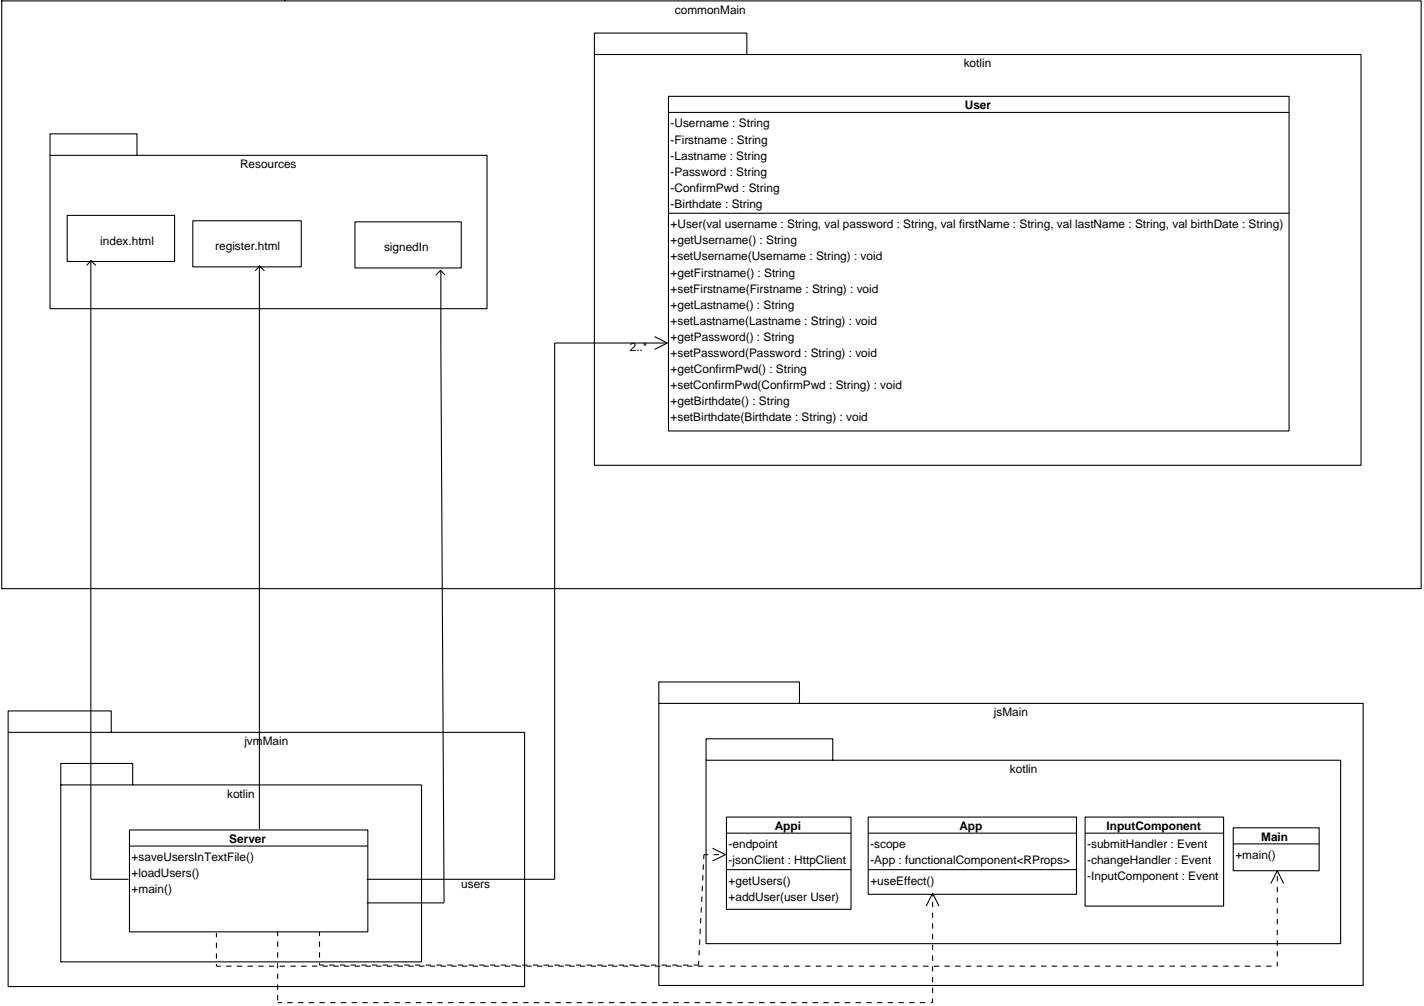 commonMain
kotlin
User
-Username : String
-Firstname : String
-Lastname : String
-Password : String
-ConfirmPwd : String
-Birthdate : String
+User(val username : String, val password : String, val firstName : String, val lastName : String, val birthDate : String)
+getUsername() : String
+setUsername(Username : String) : void
+getFirstname() : String
+setFirstname(Firstname : String) : void
+getLastname() : String
+setLastname(Lastname : String) : void
+getPassword() : String
+setPassword(Password : String) : void
+getConfirmPwd() : String
+setConfirmPwd(ConfirmPwd : String) : void
+getBirthdate() : String
+setBirthdate(Birthdate : String) : void
2..*
Resources
index.html
register.html
signedIn
jvmMain
kotlin
Server
+saveUsersInTextFile()
+loadUsers()
+main()
users
jsMain
kotlin
Appi
-endpoint
-jsonClient : HttpClient
+getUsers()
+addUser(user User)
App
-scope
-App : functionalComponent<RProps>
+useEffect()
InputComponent
-submitHandler : Event
-changeHandler : Event
-InputComponent : Event
Main
+main()